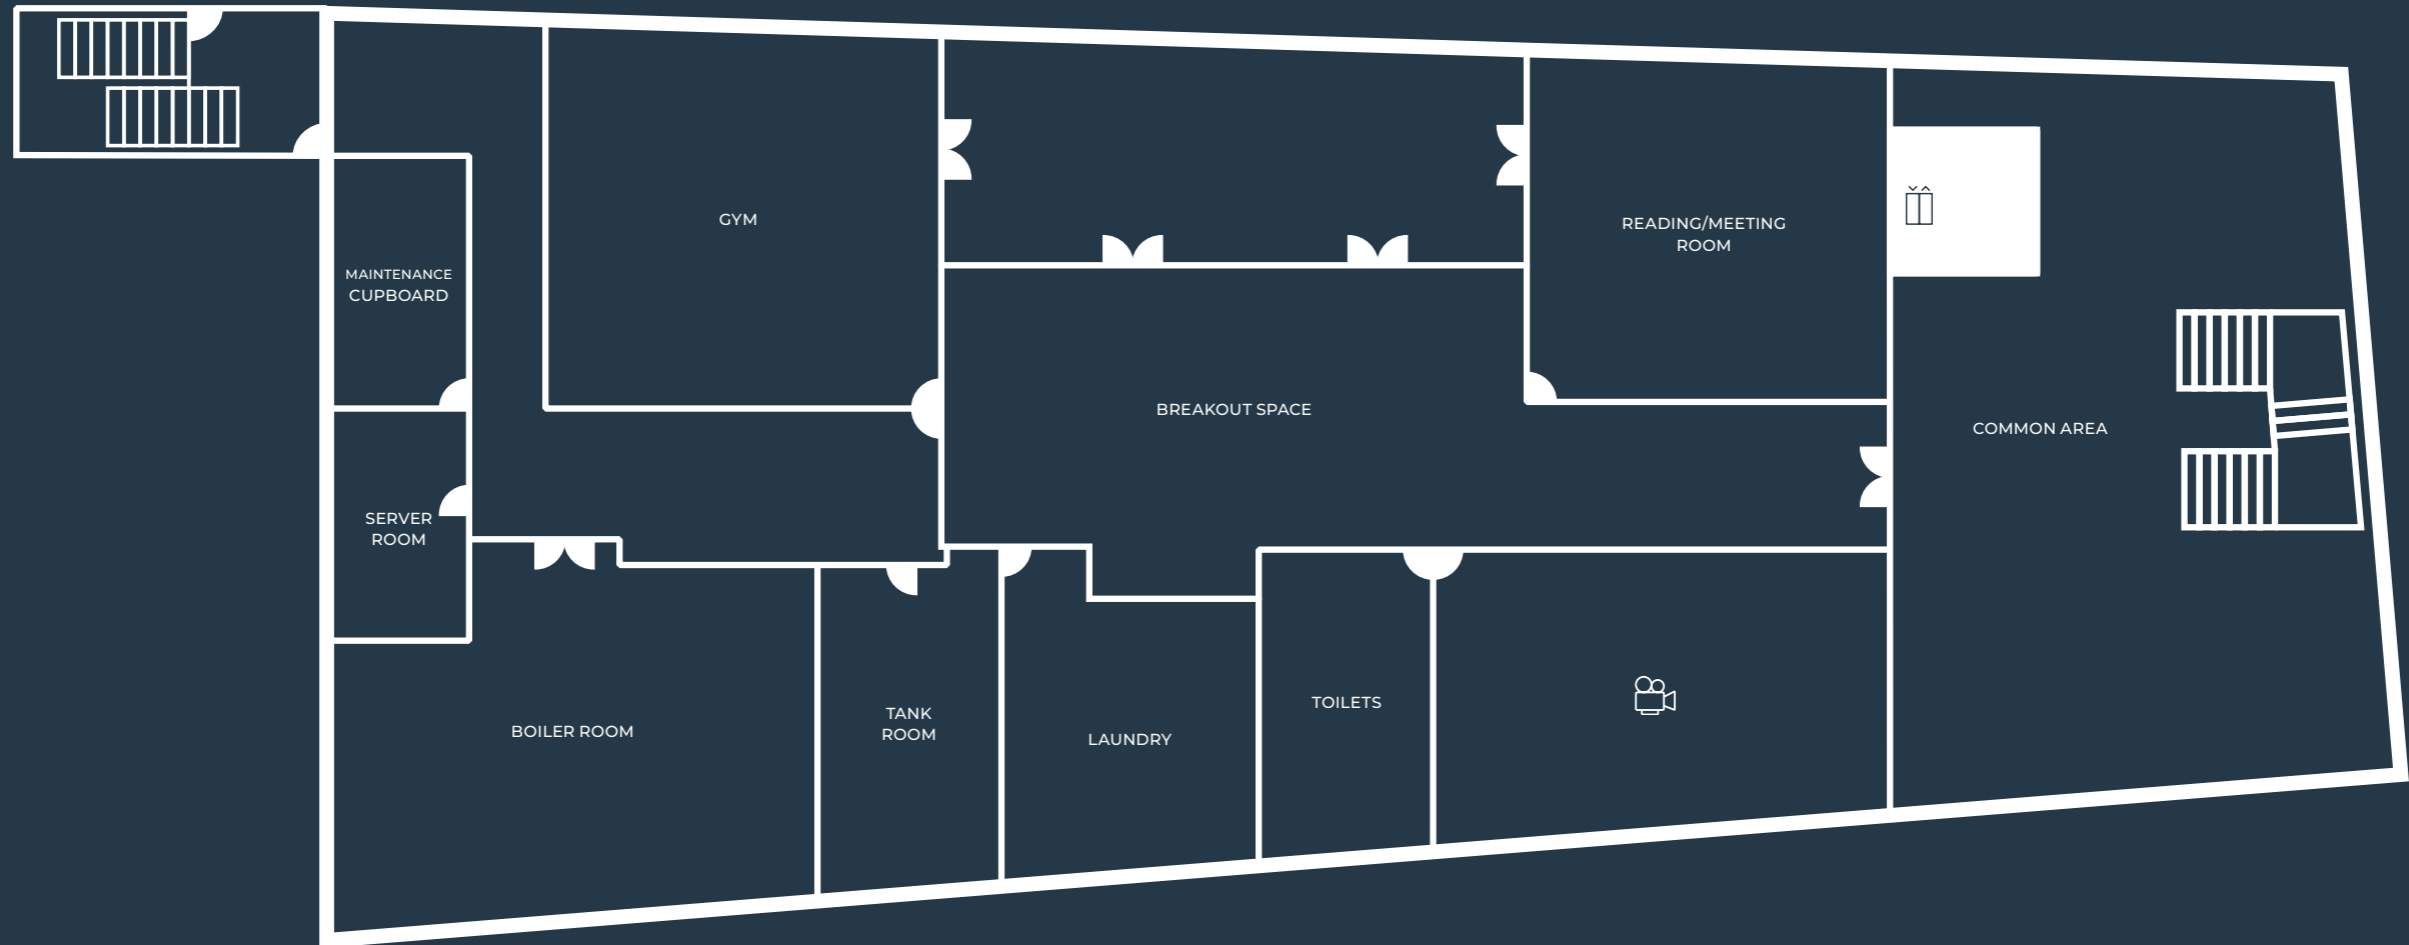 GYM
READING/MEETING
ROOM
MAINTENANCE
CUPBOARD
BREAKOUT SPACE
COMMON AREA
SERVER
ROOM
TOILETS
TANK
ROOM
BOILER ROOM
LAUNDRY